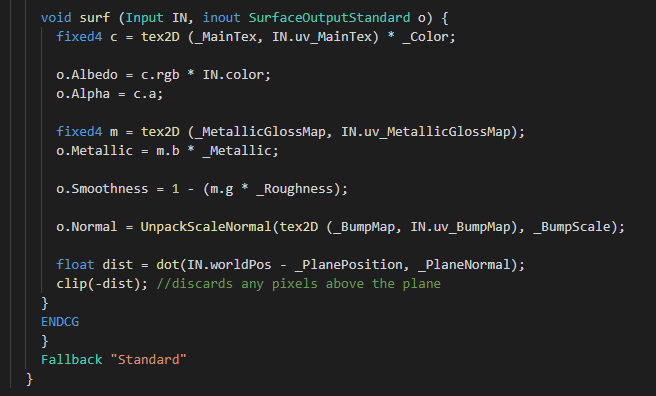 void surf (Input IN, inout SurfaceOutputStandard o) {
fixed4 c = tex2D (_MainTex, IN.uv_MainTex) * _Color;
o.Albedo = c.rgb * IN.color;
o.Alpha = c.a;
fixed4 m = tex2D (_MetallicGlossMap, IN.uv_MetallicGlossMap);
o.Metallic = m.b * _Metallic;
o.Smoothness = 1 - (m.g * _Roughness);
o.Normal = UnpackScaleNormal(tex2D (_BumpMap, IN.uv_BumpMap), _BumpScale);
float dist = dot(IN.worldPos - _PlanePosition, _PlaneNormal);
clip(-dist); //discards any pixels above the plane
}
ENDCG
}
Fallback "Standard"
}